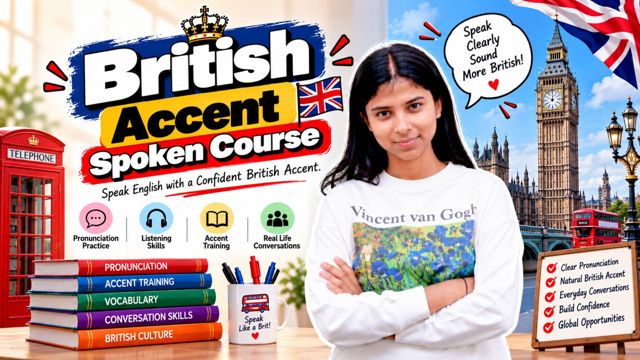 British
Accent
Spoken Course
Speak English with a Confident British Accent.
Pronunciation
Practice
Listening
Skills
Accent
Training
Real Life
Conversations
TELEPHONE
PRONUNCIATION
ACCENT TRAINING
VOCABULARY
CONVERSATION SKILLS
BRITISH CULTURE
Speak
Like a Brit!
Vincent van Gogh
Speak
Clearly
Sound
More British!
Clear Pronunciation
Natural British Accent
Everyday Conversations
Build Confidence
Global Opportunities